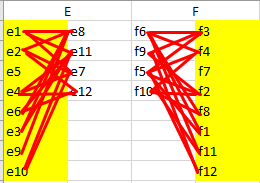 E F
e1 e8 f6 f3
e2 e11 f9 f4
e5 e7 f5 f7
e4 e12 f10 f2
e6 f8
e3 f1
e9 f11
e10 f12